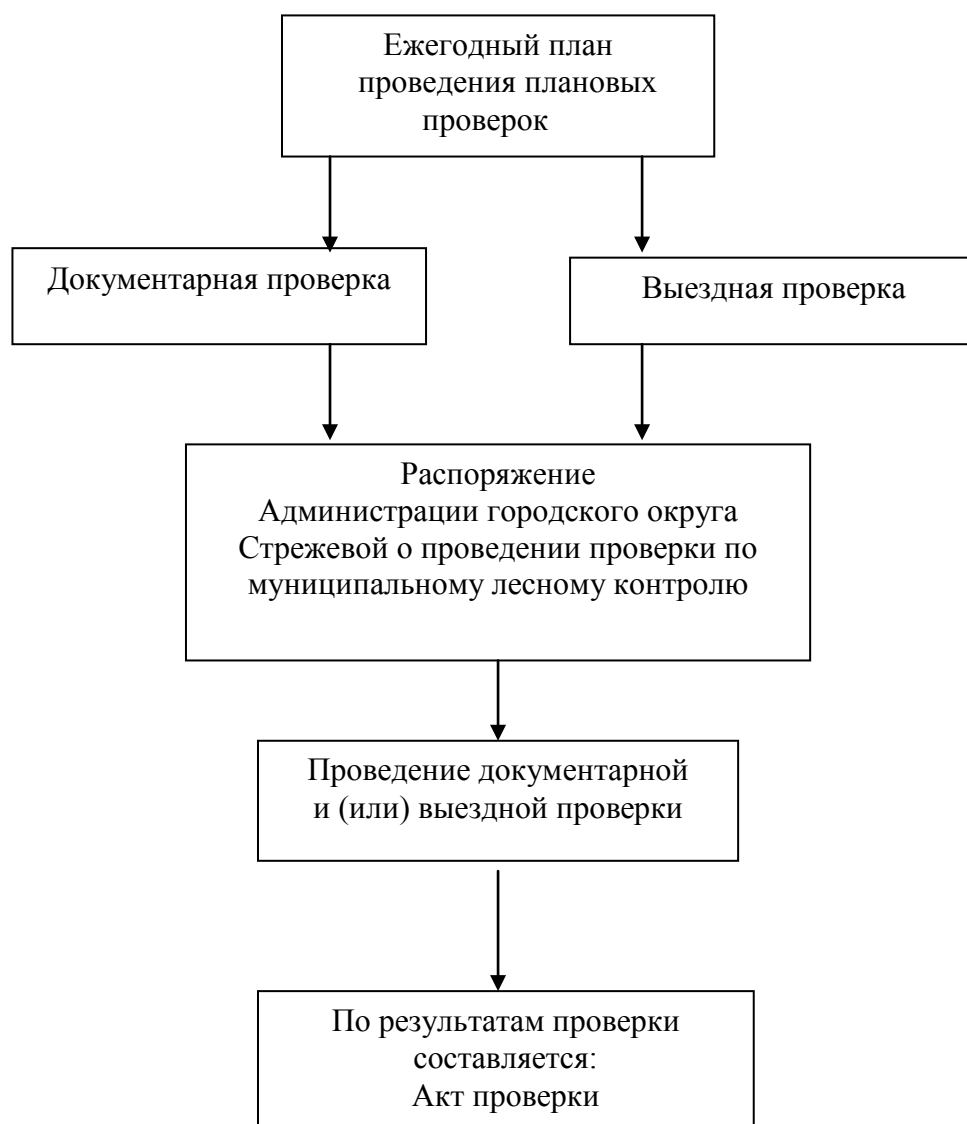 Ежегодный план
проведения плановых
проверок
Документарная проверка
Выездная проверка
Распоряжение
Администрации городского округа
Стрежевой о проведении проверки по
муниципальному лесному контролю
Проведение документарной
и (или) выездной проверки
По результатам проверки
составляется:
Акт проверки